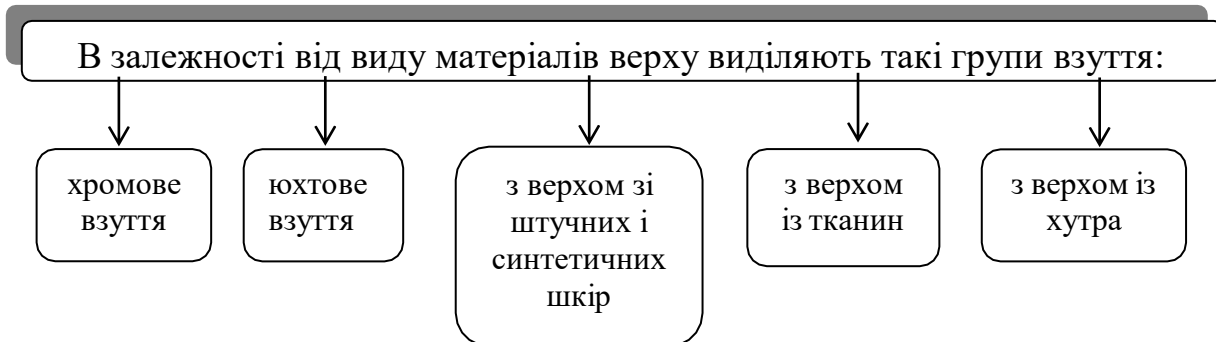 В залежності від виду матеріалів верху виділяють такі групи взуття:
хромове
взуття
юхтове
взуття
з верхом зі
штучних і
синтетичних
шкір
з верхом
із тканин
з верхом із
хутра